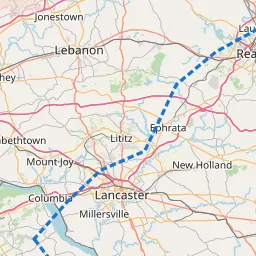 Jonestown
Lau
Lebanon
Rea
hey
Ephrata
abethtown
Lititz
Mount Joy
New Holland
Columbia
Lancaster
Millersville